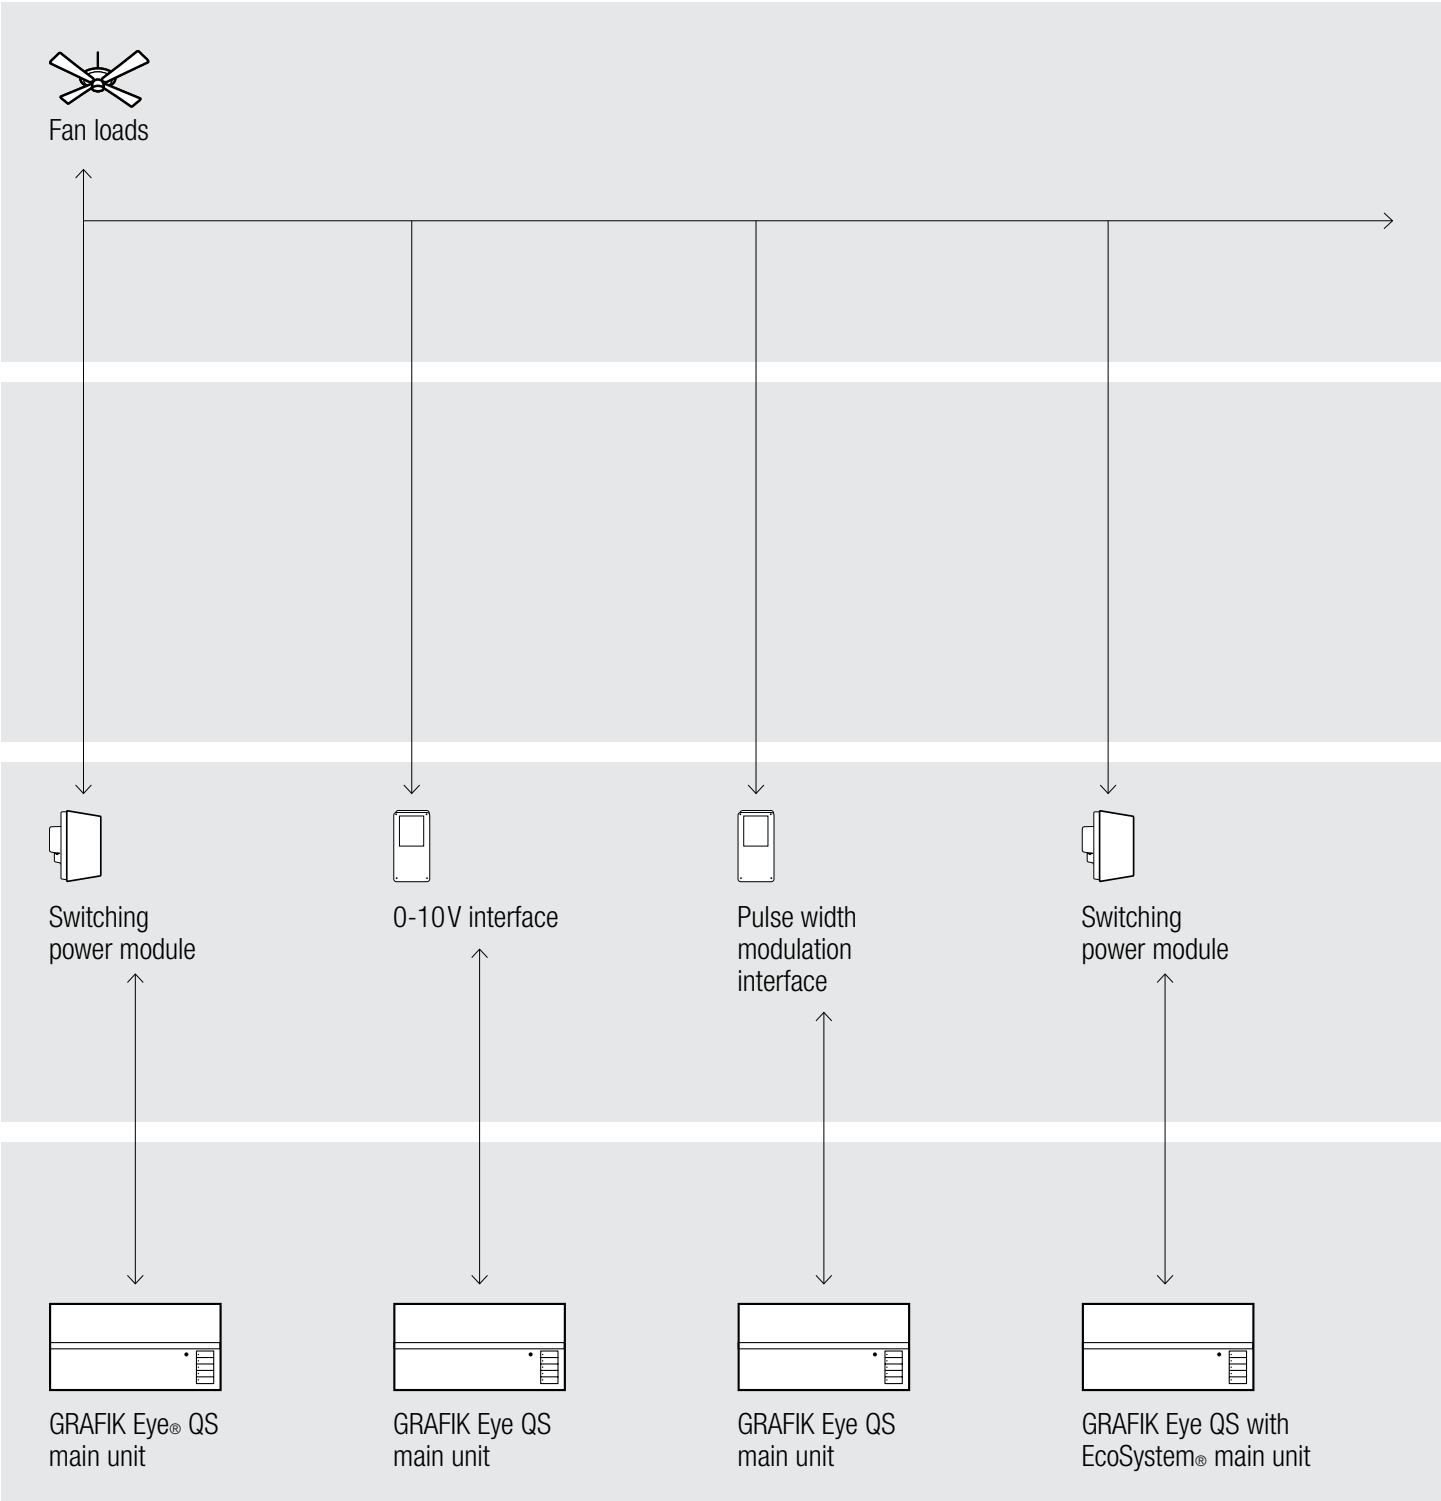 Fan loads
Switching
power module
0-10V interface
Pulse width
modulation
interface
Switching
power module
GRAFIK Eye® QS
main unit
GRAFIK Eye QS
main unit
GRAFIK Eye QS
main unit
GRAFIK Eye QS with
EcoSystem® main unit